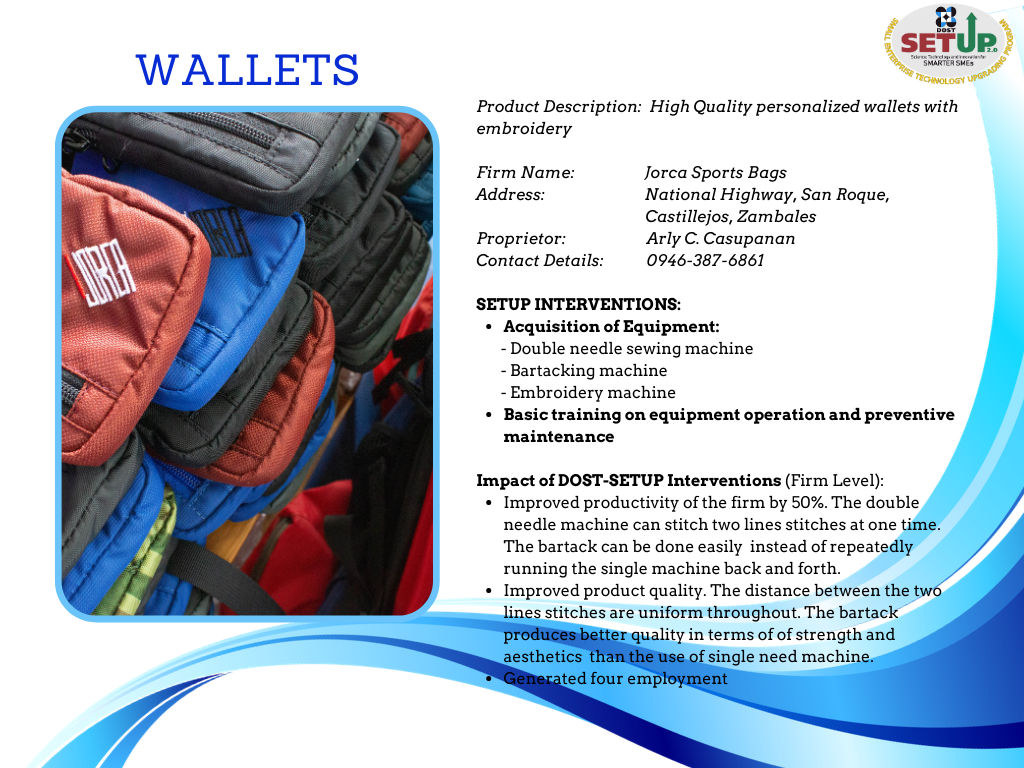 DOST
SETUP 2.0
Science Technology and Innovation for
SMARTER SMEs
SMALL ENTERPRISE TECHNOLOGY UPGRADING PROGRAM
WALLETS
JORCA
JORCA
Product Description:  High Quality personalized wallets with
embroidery
Firm Name: Jorca Sports Bags
Address: National Highway, San Roque,
Castillejos, Zambales
Proprietor: Arly C. Casupanan
Contact Details: 0946-387-6861
SETUP INTERVENTIONS:
• Acquisition of Equipment:
- Double needle sewing machine
- Bartacking machine
- Embroidery machine
• Basic training on equipment operation and preventive
maintenance
Impact of DOST-SETUP Interventions (Firm Level):
• Improved productivity of the firm by 50%. The double
needle machine can stitch two lines stitches at one time.
The bartack can be done easily  instead of repeatedly
running the single machine back and forth.
• Improved product quality. The distance between the two
lines stitches are uniform throughout. The bartack
produces better quality in terms of of strength and
aesthetics  than the use of single need machine.
• Generated four employment